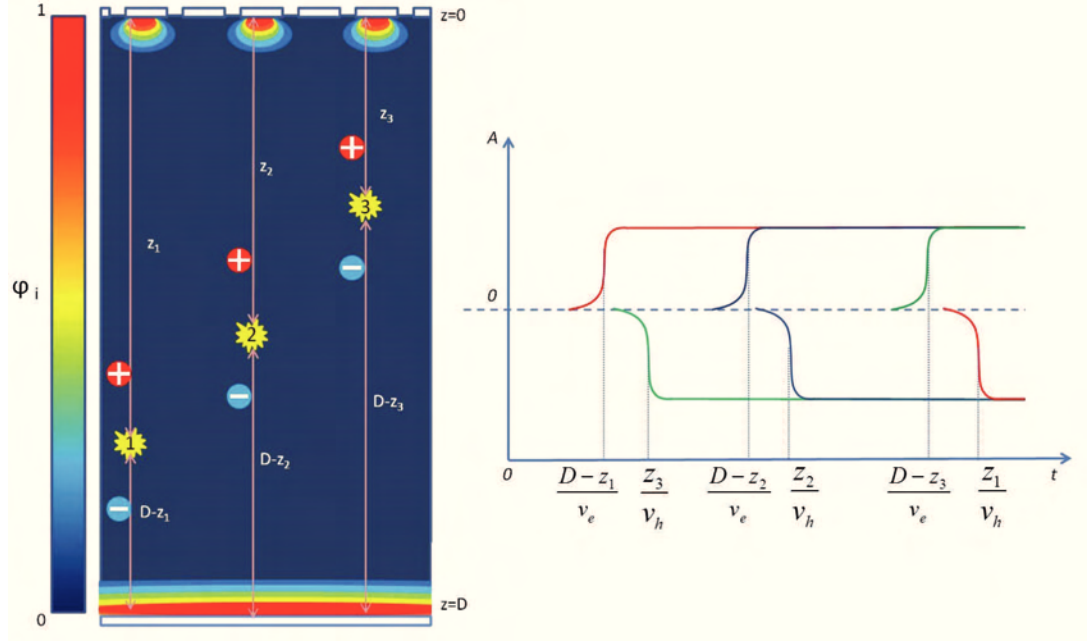 1
φ i
0
z=0
z₃
z₂
z₁
+
3
−
+
2
−
+
1
−
D-z₃
D-z₂
D-z₁
z=D
A
0
0
D − z₁ / vₑ
z₃ / vₕ
D − z₂ / vₑ
z₂ / vₕ
D − z₃ / vₑ
z₁ / vₕ
t